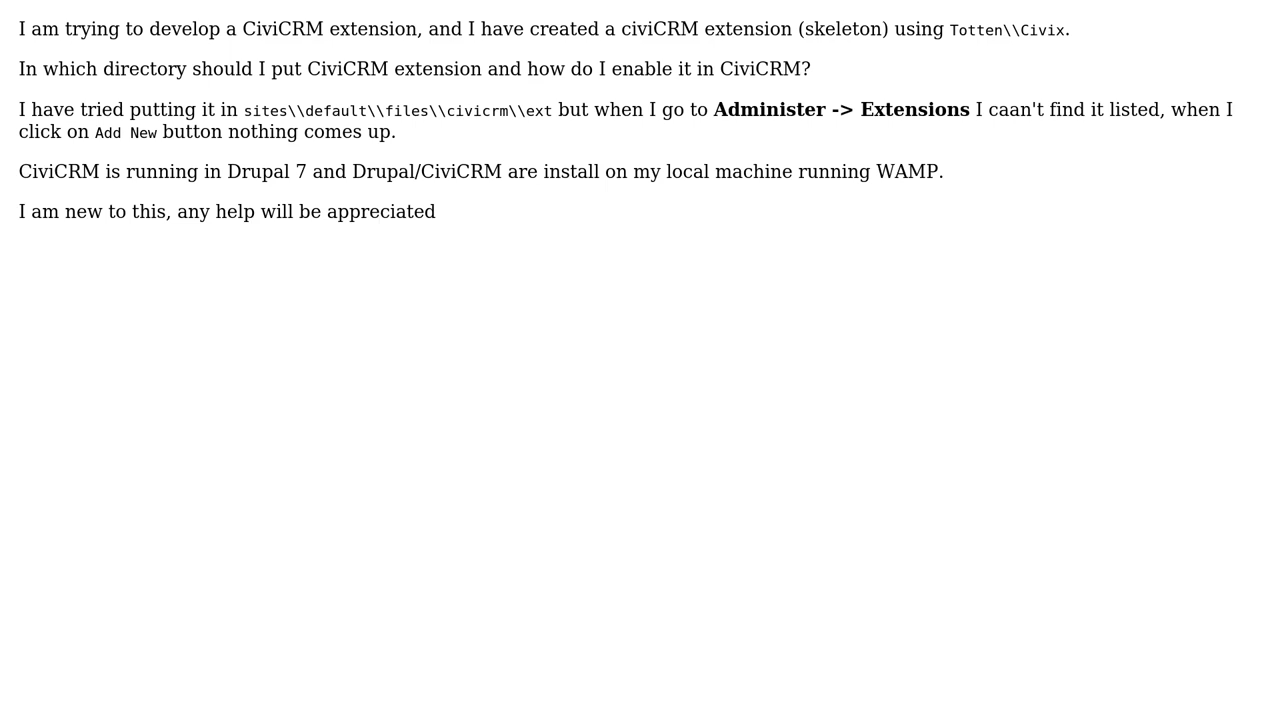 I am trying to develop a CiviCRM extension, and I have created a civiCRM extension (skeleton) using Totten\\Civix.
In which directory should I put CiviCRM extension and how do I enable it in CiviCRM?
I have tried putting it in sites\\default\\files\\civicrm\\ext but when I go to Administer -> Extensions I caan't find it listed, when I
click on Add New button nothing comes up.
CiviCRM is running in Drupal 7 and Drupal/CiviCRM are install on my local machine running WAMP.
I am new to this, any help will be appreciated